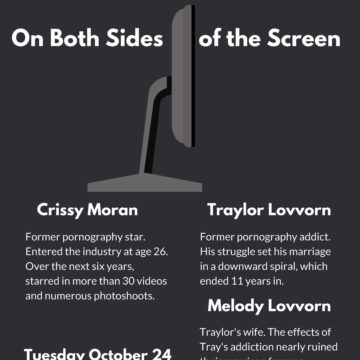 On Both Sides of the Screen
Crissy Moran
Former pornography star.
Entered the industry at age 26.
Over the next six years,
starred in more than 30 videos
and numerous photoshoots.
Traylor Lovvorn
Former pornography addict.
His struggle set his marriage
in a downward spiral, which
ended 11 years in.
Melody Lovvorn
Traylor's wife. The effects of
Tray's addiction nearly ruined
Tuesday October 24